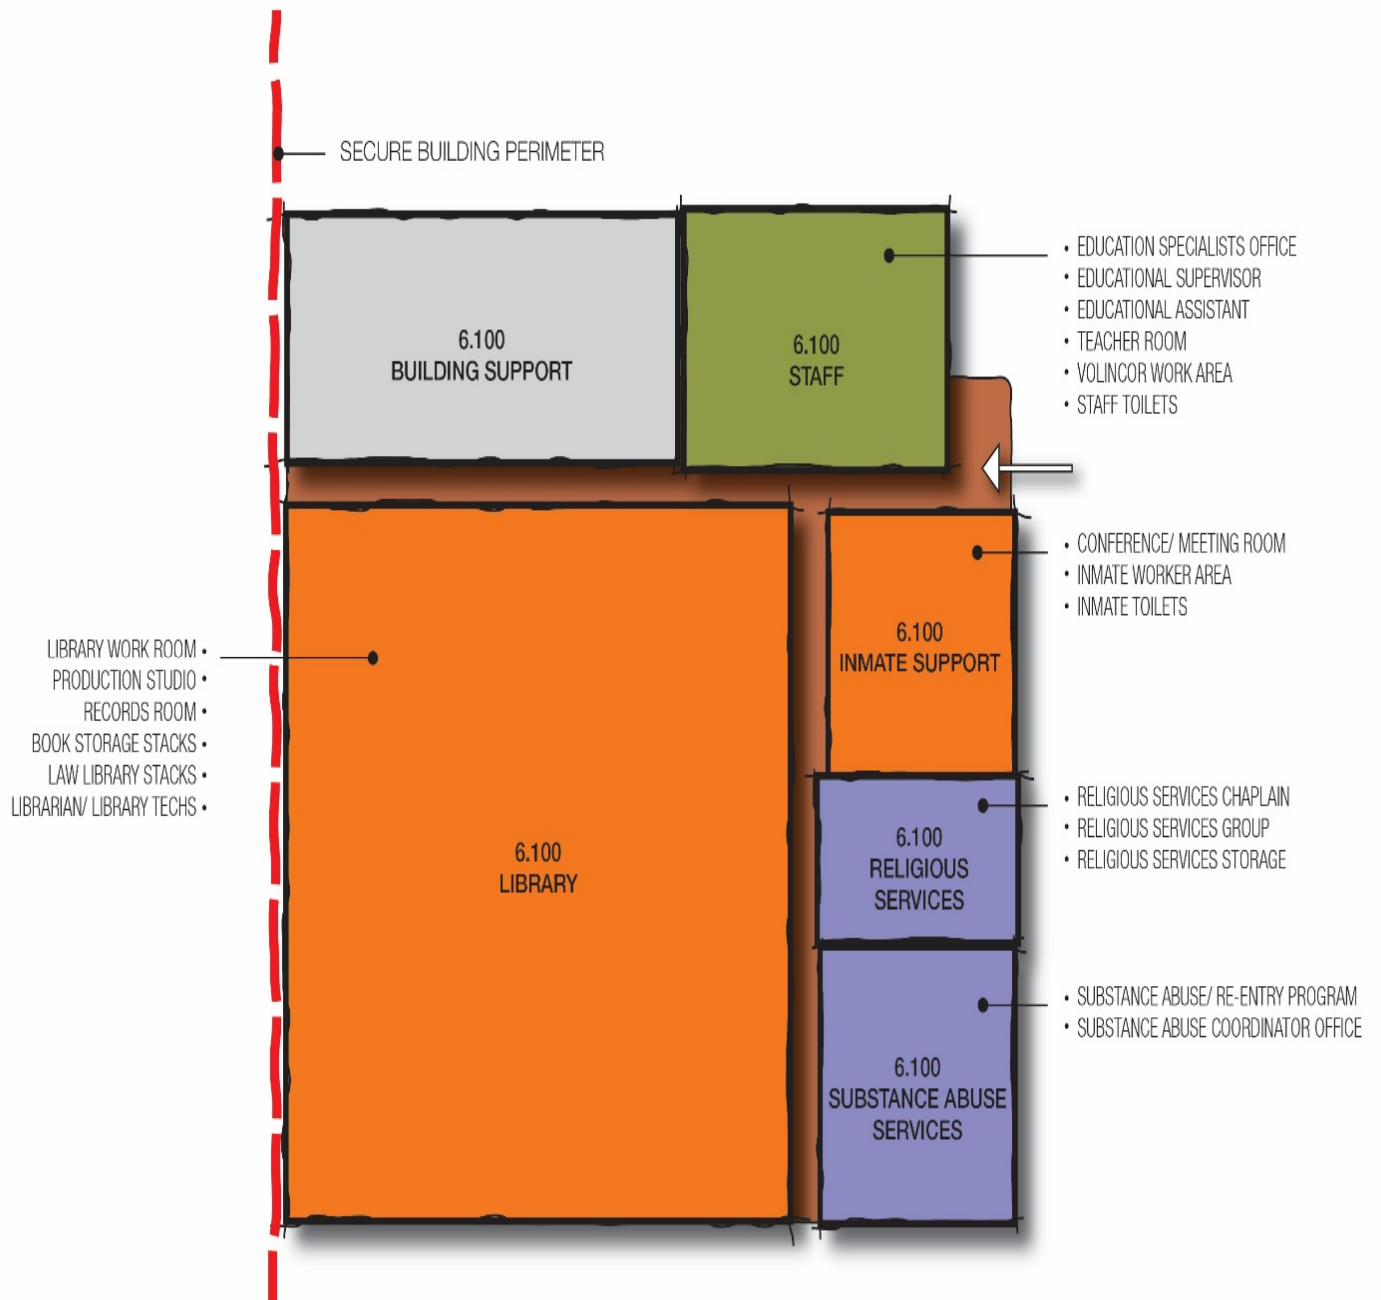 SECURE BUILDING PERIMETER
6.100
BUILDING SUPPORT
6.100
STAFF
• EDUCATION SPECIALISTS OFFICE
• EDUCATIONAL SUPERVISOR
• EDUCATIONAL ASSISTANT
• TEACHER ROOM
• VOLINCOR WORK AREA
• STAFF TOILETS
• CONFERENCE/ MEETING ROOM
• INMATE WORKER AREA
• INMATE TOILETS
6.100
INMATE SUPPORT
LIBRARY WORK ROOM •
PRODUCTION STUDIO •
RECORDS ROOM •
BOOK STORAGE STACKS •
LAW LIBRARY STACKS •
LIBRARIAN/ LIBRARY TECHS •
6.100
LIBRARY
6.100
RELIGIOUS
SERVICES
• RELIGIOUS SERVICES CHAPLAIN
• RELIGIOUS SERVICES GROUP
• RELIGIOUS SERVICES STORAGE
6.100
SUBSTANCE ABUSE
SERVICES
• SUBSTANCE ABUSE/ RE-ENTRY PROGRAM
• SUBSTANCE ABUSE COORDINATOR OFFICE